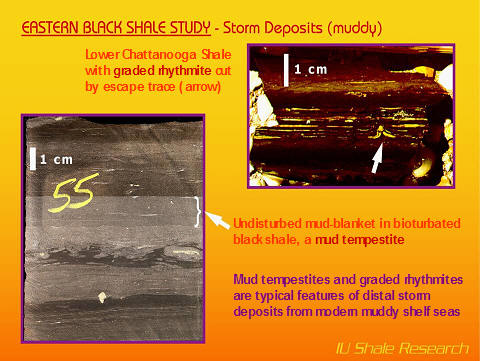 EASTERN BLACK SHALE STUDY - Storm Deposits (muddy)
Lower Chattanooga Shale
with graded rhythmite cut
by escape trace (arrow)
1 cm
1 cm
55
Undisturbed mud-blanket in bioturbated
black shale, a mud tempestite
Mud tempestites and graded rhythmites
are typical features of distal storm
deposits from modern muddy shelf seas
IU Shale Research